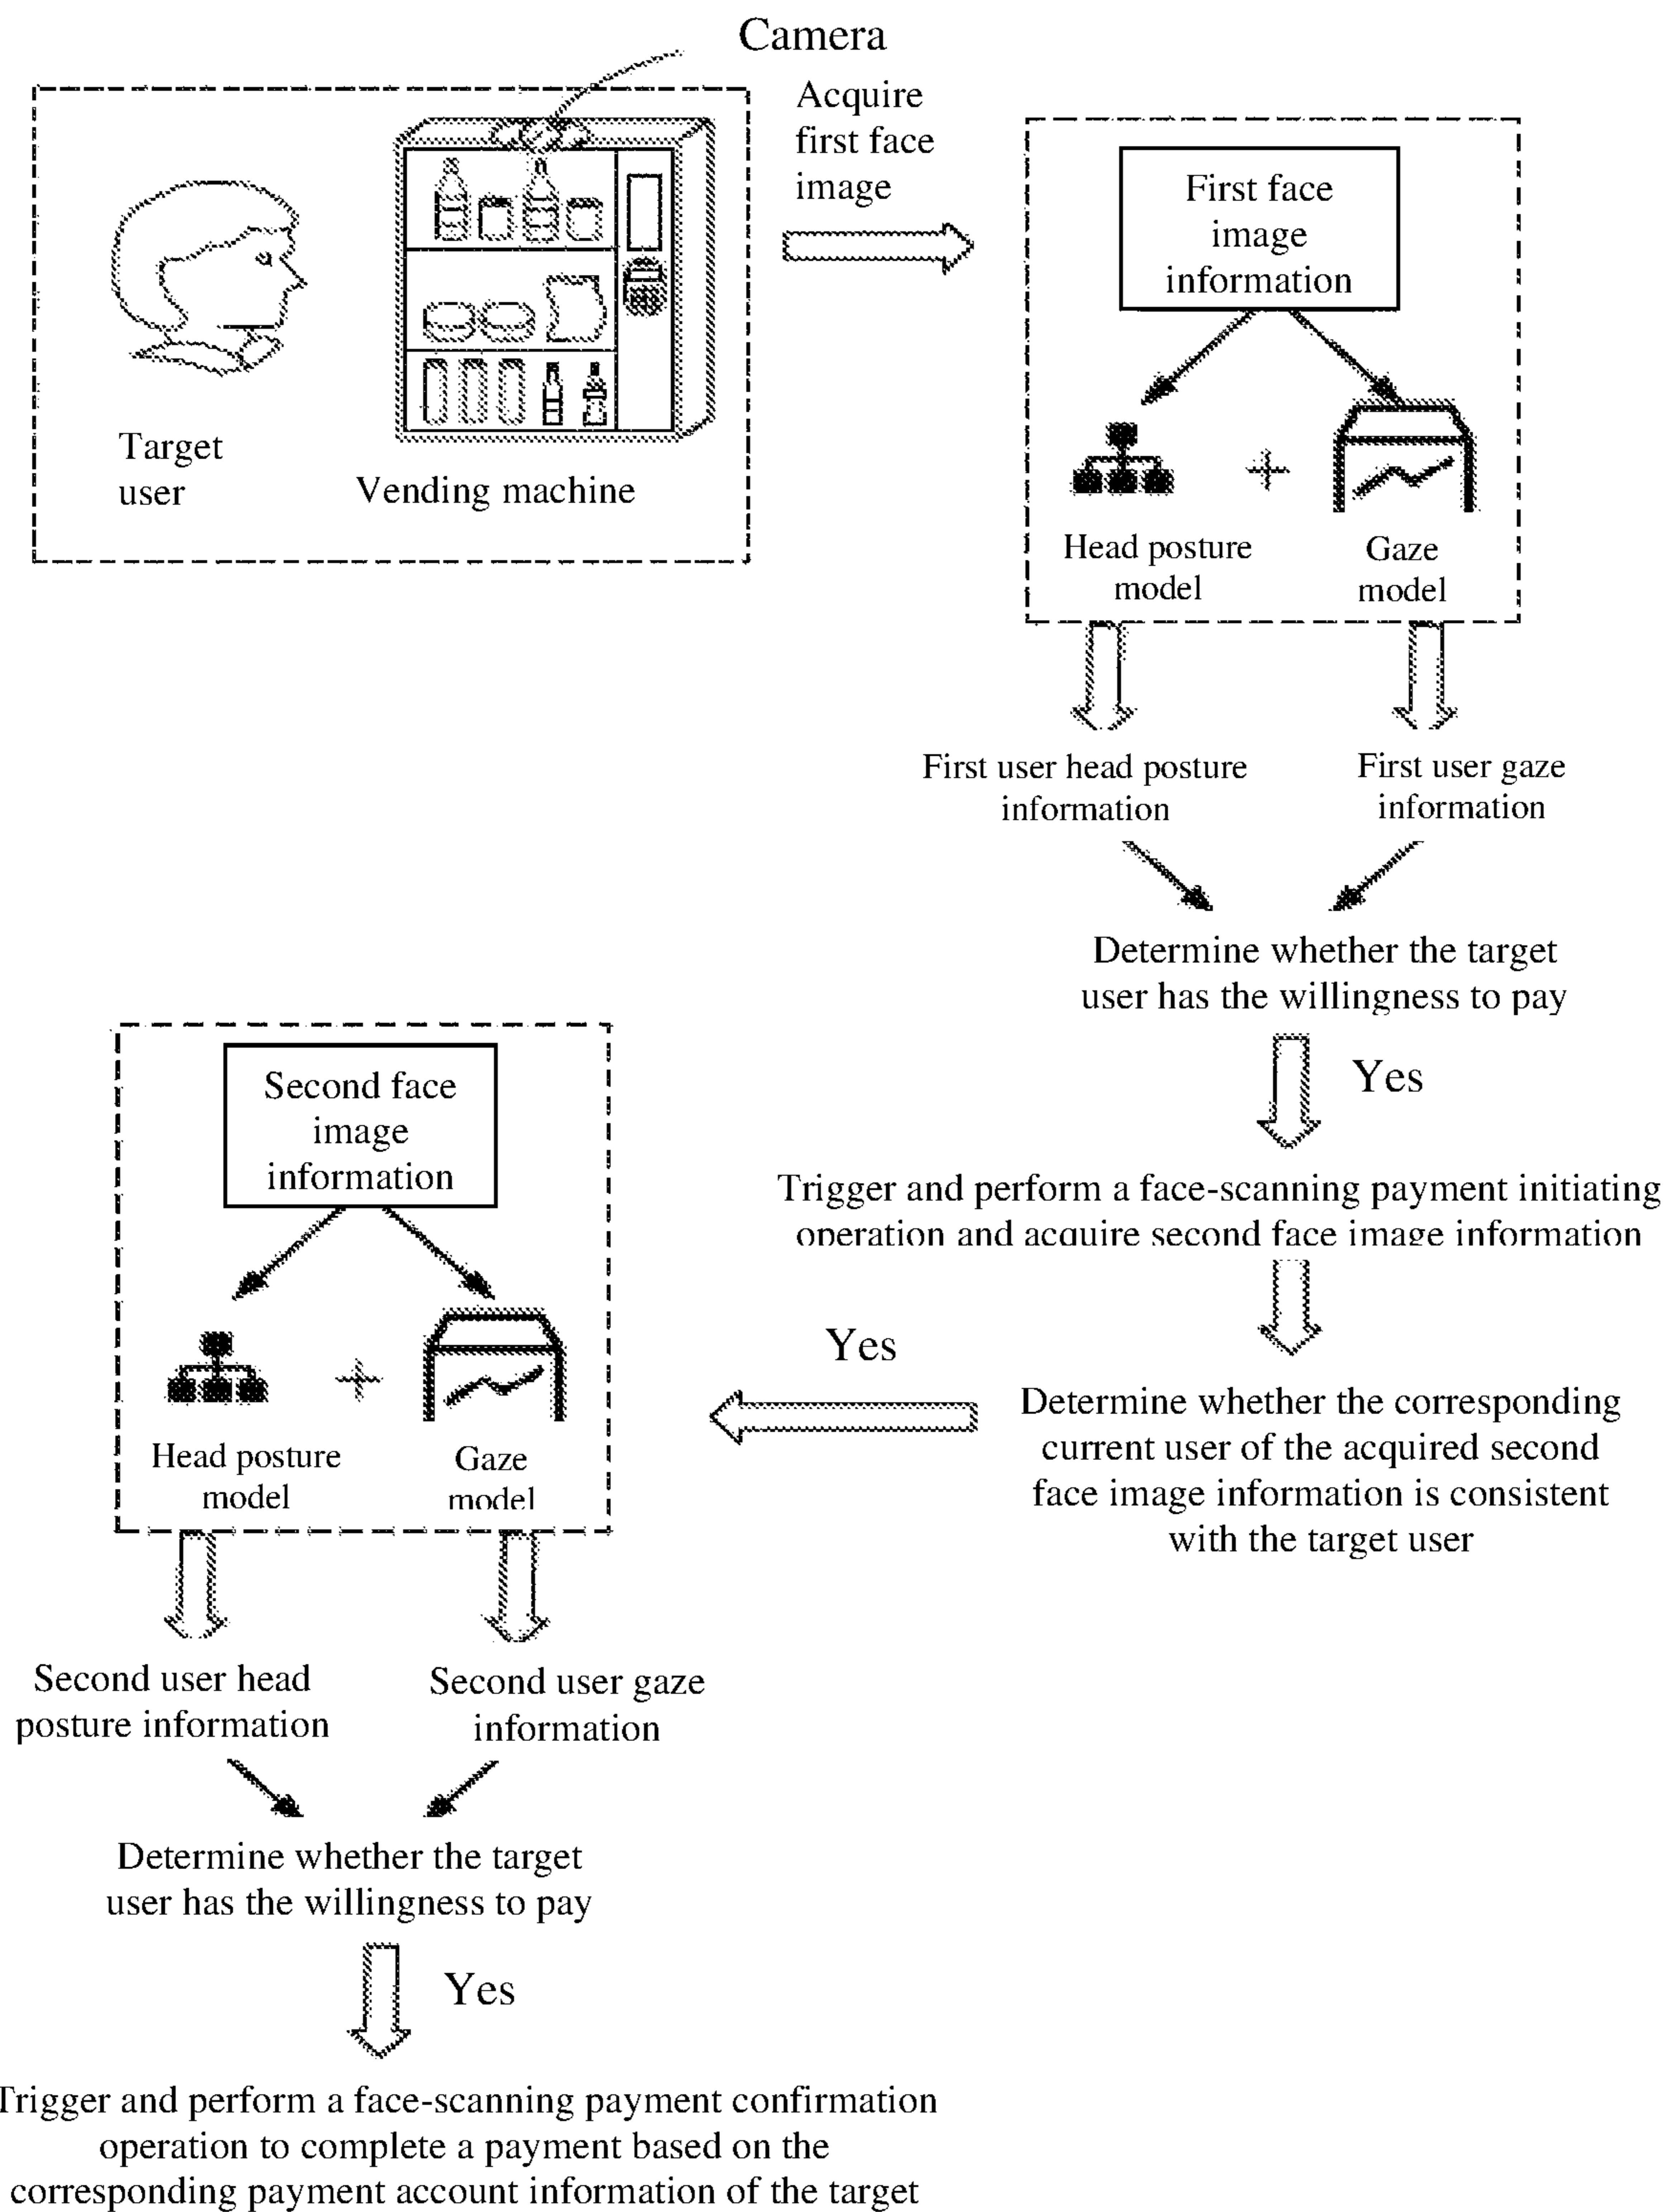 Camera
Acquire
first face
image
Target
user
Vending machine
First face
image
information
Head posture
model
Gaze
model
First user head posture
information
First user gaze
information
Determine whether the target
user has the willingness to pay
Yes
Trigger and perform a face-scanning payment initiating
operation and acquire second face image information
Determine whether the corresponding
current user of the acquired second
face image information is consistent
with the target user
Yes
Second face
image
information
Head posture
model
Gaze
model
Second user head
posture information
Second user gaze
information
Determine whether the target
user has the willingness to pay
Yes
Trigger and perform a face-scanning payment confirmation
operation to complete a payment based on the
corresponding payment account information of the target